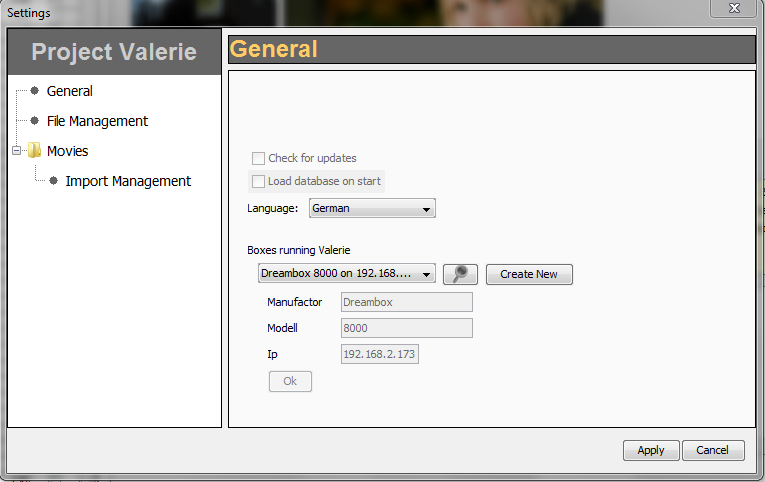 Settings
Project Valerie
General
File Management
Movies
Import Management
General
Check for updates
Load database on start
Language: German
Boxes running Valerie
Dreambox 8000 on 192.168.... Create New
Manufactor Dreambox
Modell 8000
Ip 192.168.2.173
Ok
Apply Cancel